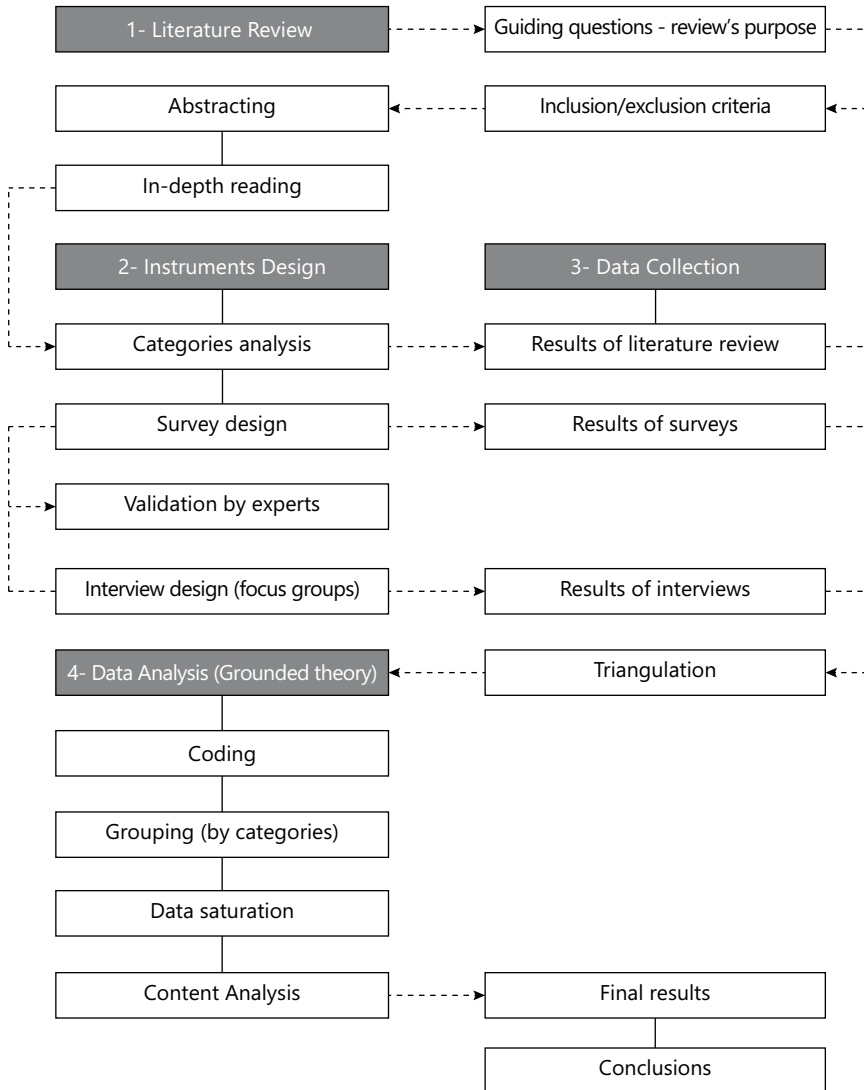 1- Literature Review
Guiding questions - review's purpose
Abstracting
Inclusion/exclusion criteria
In-depth reading
2- Instruments Design
3- Data Collection
Categories analysis
Results of literature review
Survey design
Results of surveys
Validation by experts
Interview design (focus groups)
Results of interviews
4- Data Analysis (Grounded theory)
Triangulation
Coding
Grouping (by categories)
Data saturation
Content Analysis
Final results
Conclusions